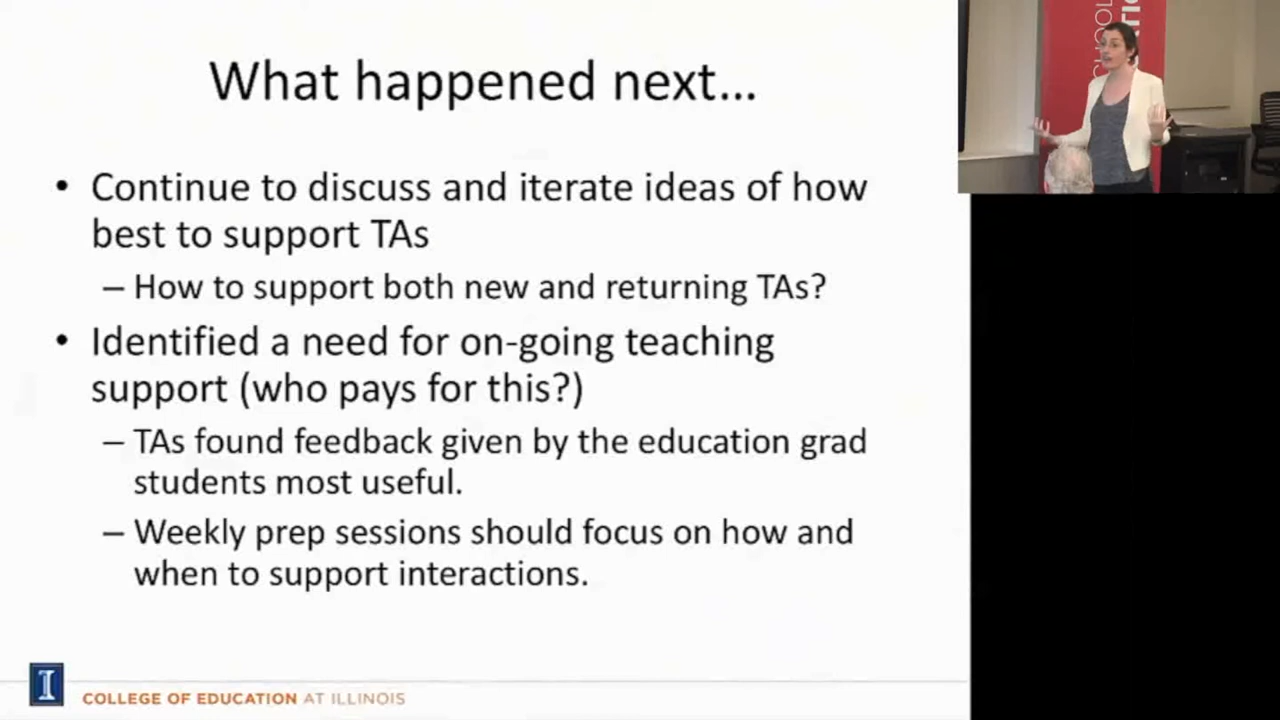 What happened next...
• Continue to discuss and iterate ideas of how
best to support TAs
– How to support both new and returning TAs?
• Identified a need for on-going teaching
support (who pays for this?)
– TAs found feedback given by the education grad
students most useful.
– Weekly prep sessions should focus on how and
when to support interactions.
I
COLLEGE OF EDUCATION AT ILLINOIS